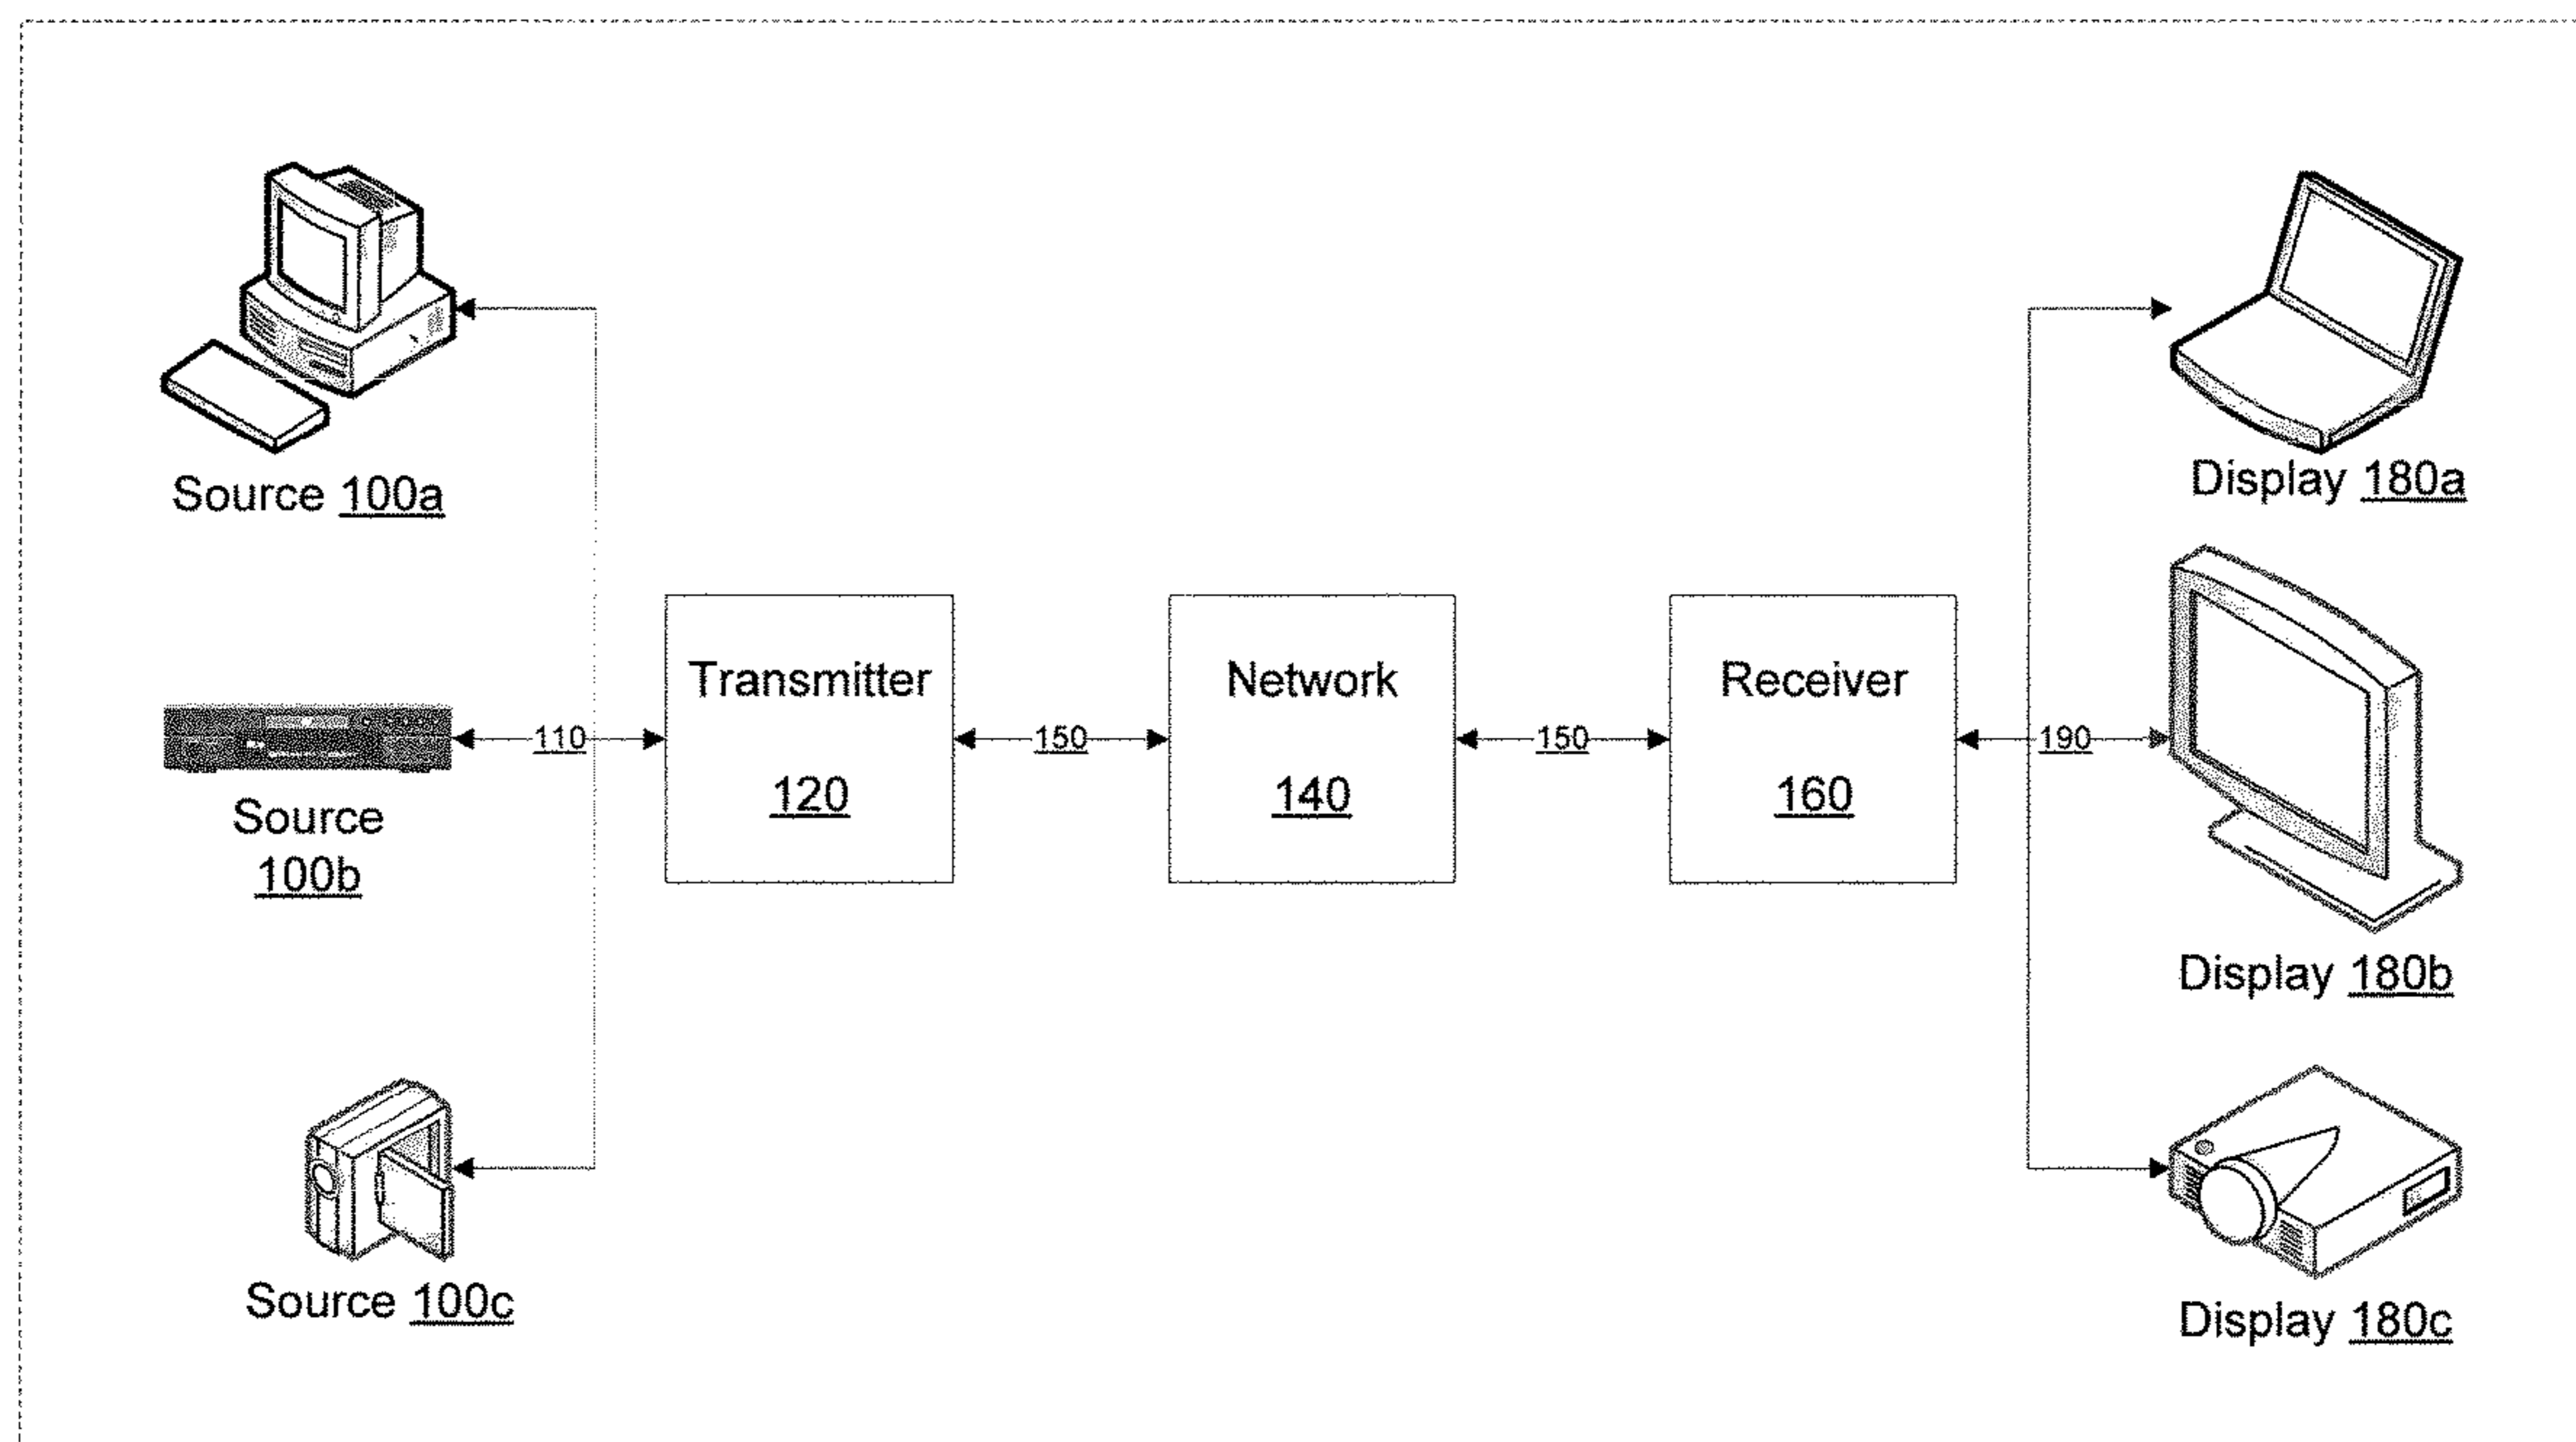 Source 100a
Display 180a
Transmitter
120
Network
140
Receiver
160
110
150
150
190
Source
100b
Display 180b
Source 100c
Display 180c